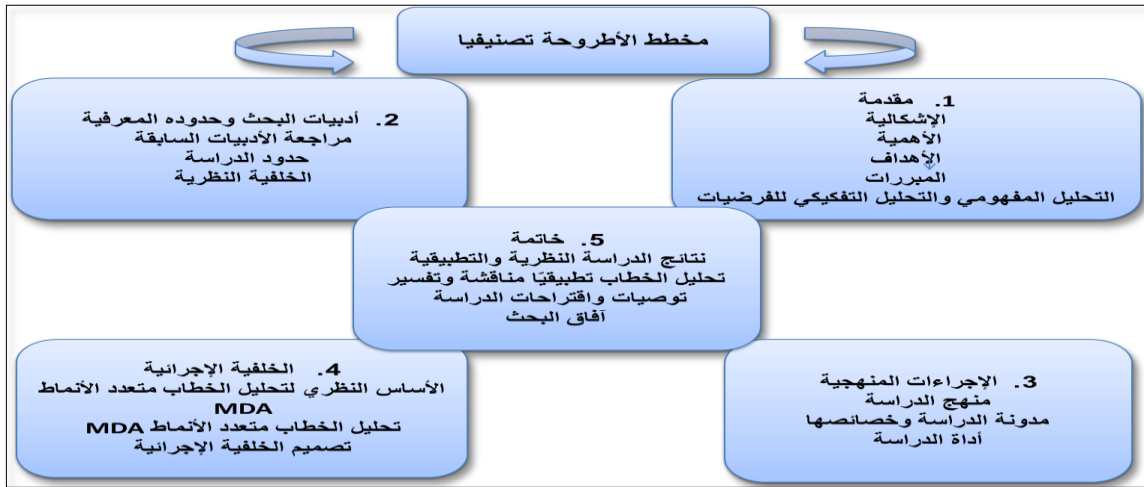 مخطط الأطروحة تصنيفيا
1. مقدمة
الإشكالية
الأهمية
الأهداف
المبررات
التحليل المفهومي والتحليل التفكيكي للفرضيات
2. أدبيات البحث وحدوده المعرفية
مراجعة الأدبيات السابقة
حدود الدراسة
الخلفية النظرية
3. الإجراءات المنهجية
منهج الدراسة
مدونة الدراسة وخصائصها
أداة الدراسة
4. الخلفية الإجرائية
الأساس النظري لتحليل الخطاب متعدد الأنماط
MDA
تحليل الخطاب متعدد الأنماط MDA
تصميم الخلفية الإجرائية
5. خاتمة
نتائج الدراسة النظرية والتطبيقية
تحليل الخطاب تطبيقيًا مناقشة وتفسير
توصيات واقتراحات الدراسة
آفاق البحث